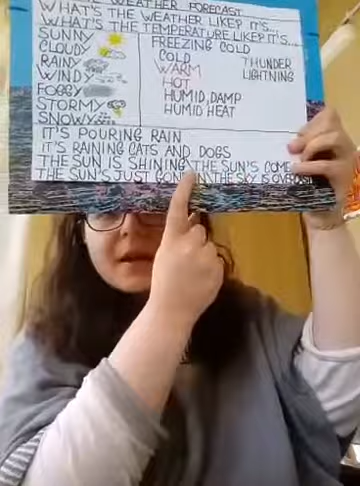 WEATHER FORECAST
WHAT'S THE WEATHER LIKE? IT'S...
WHAT'S THE TEMPERATURE LIKE? IT'S...
SUNNY
CLOUDY
RAINY
WINDY
FOGGY
STORMY
SNOWY
FREEZING COLD
COLD
WARM
HOT
HUMID, DAMP
HUMID HEAT
THUNDER
LIGHTNING
IT'S POURING RAIN
IT'S RAINING CATS AND DOGS
THE SUN IS SHINING THE SUN'S COME
THE SUN'S JUST GONE IN THE SKY IS